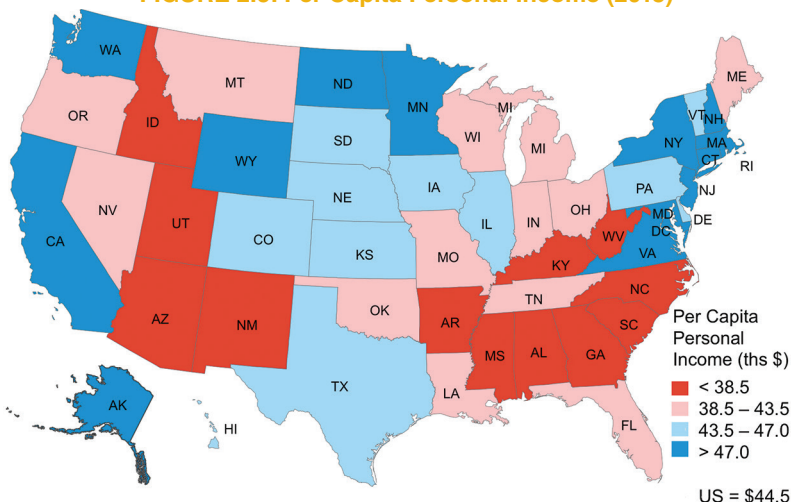 WA
MT
ND
MN
ME
OR
ID
SD
WI
MI
VT
NH
WY
MI
NY
MA
CT
RI
NV
NE
IA
PA
NJ
UT
CO
IL
IN
OH
MD
DE
DC
CA
KS
MO
WV
VA
KY
AZ
NM
OK
AR
TN
NC
SC
MS
AL
GA
TX
LA
FL
AK
HI
Per Capita
Personal
Income (ths $)
< 38.5
38.5 – 43.5
43.5 – 47.0
> 47.0
US = $44.5